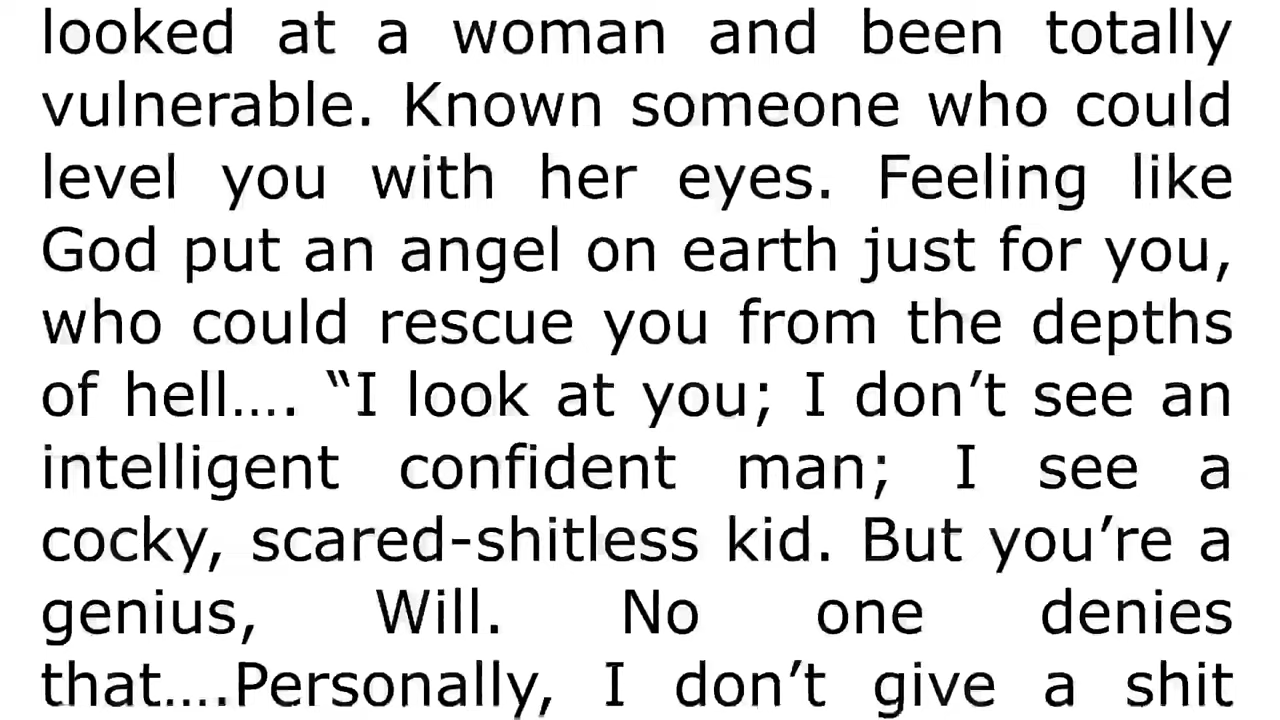 looked at a woman and been totally
vulnerable. Known someone who could
level you with her eyes. Feeling like
God put an angel on earth just for you,
who could rescue you from the depths
of hell…. “I look at you; I don’t see an
intelligent confident man; I see a
cocky, scared-shitless kid. But you’re a
genius, Will. No one denies
that….Personally, I don’t give a shit